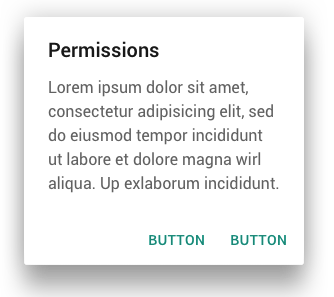 Permissions
Lorem ipsum dolor sit amet,
consectetur adipisicing elit, sed
do eiusmod tempor incididunt
ut labore et dolore magna wirl
aliqua. Up exlaborum incididunt.
BUTTON BUTTON